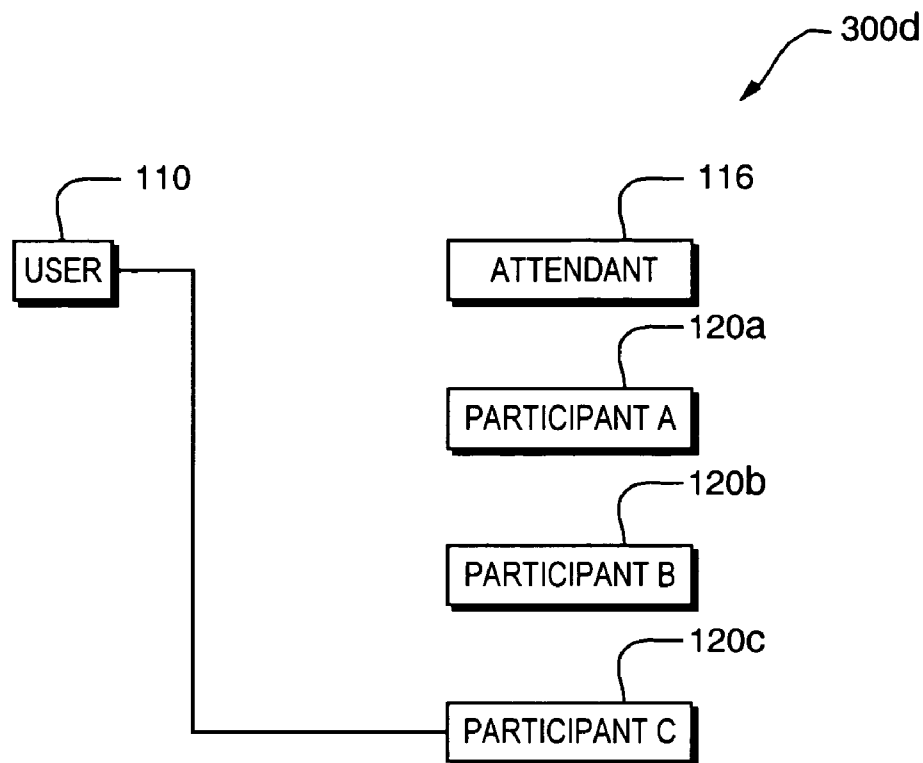 300d
110
116
USER
ATTENDANT
120a
PARTICIPANT A
120b
PARTICIPANT B
120c
PARTICIPANT C